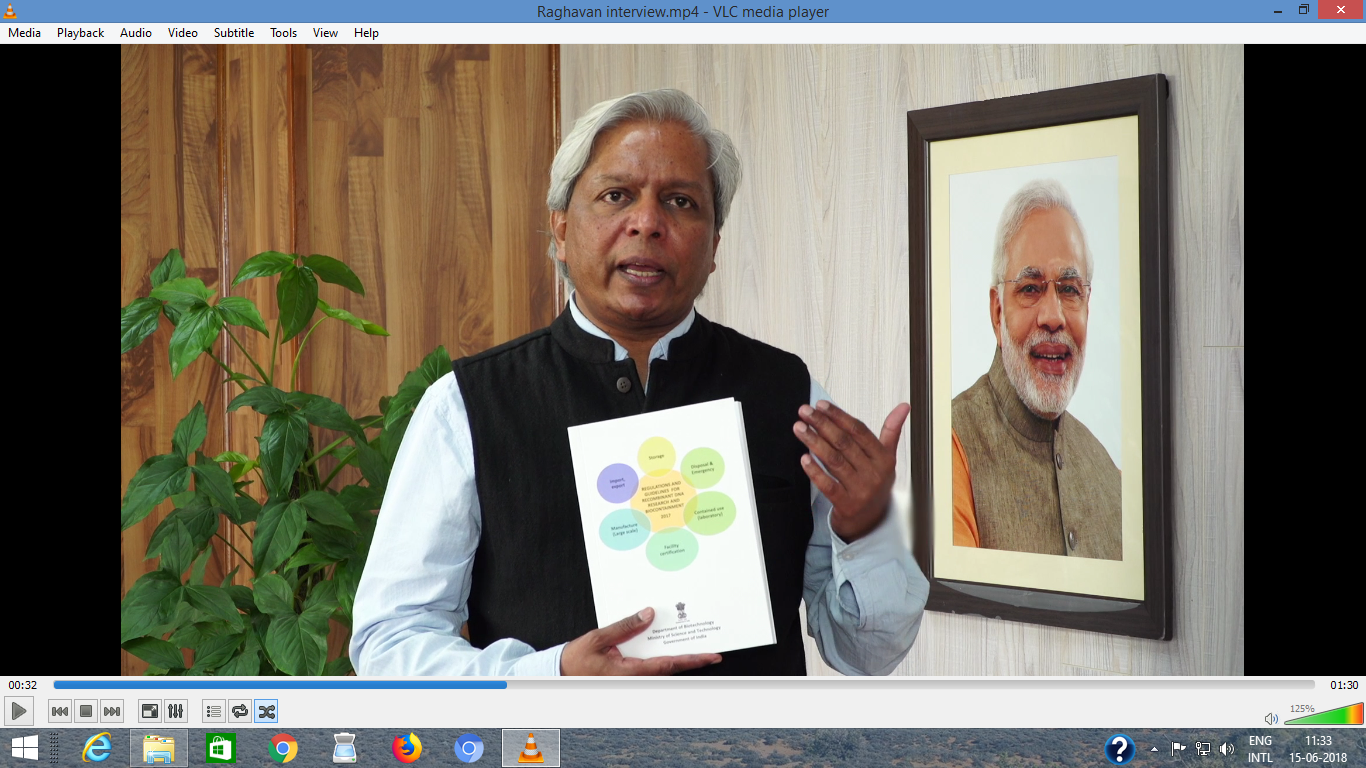 Raghavan interview.mp4 - VLC media player
Media Playback Audio Video Subtitle Tools View Help
Storage
Import,
export
Disposal &
Emergency
REGULATIONS AND
GUIDELINES FOR
RECOMBINANT DNA
RESEARCH AND
BIOCONTAINMENT
2017
Manufacture
(Large scale)
Contained use
(laboratory)
Facility
certification
Department of Biotechnology
Ministry of Science and Technology
Government of India
00:32
01:30
125%
ENG
INTL
11:33
15-06-2018